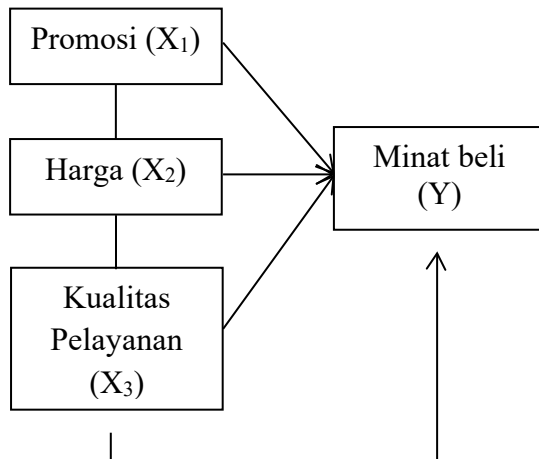 Promosi (X₁)
Harga (X₂)
Minat beli
(Y)
Kualitas
Pelayanan
(X₃)